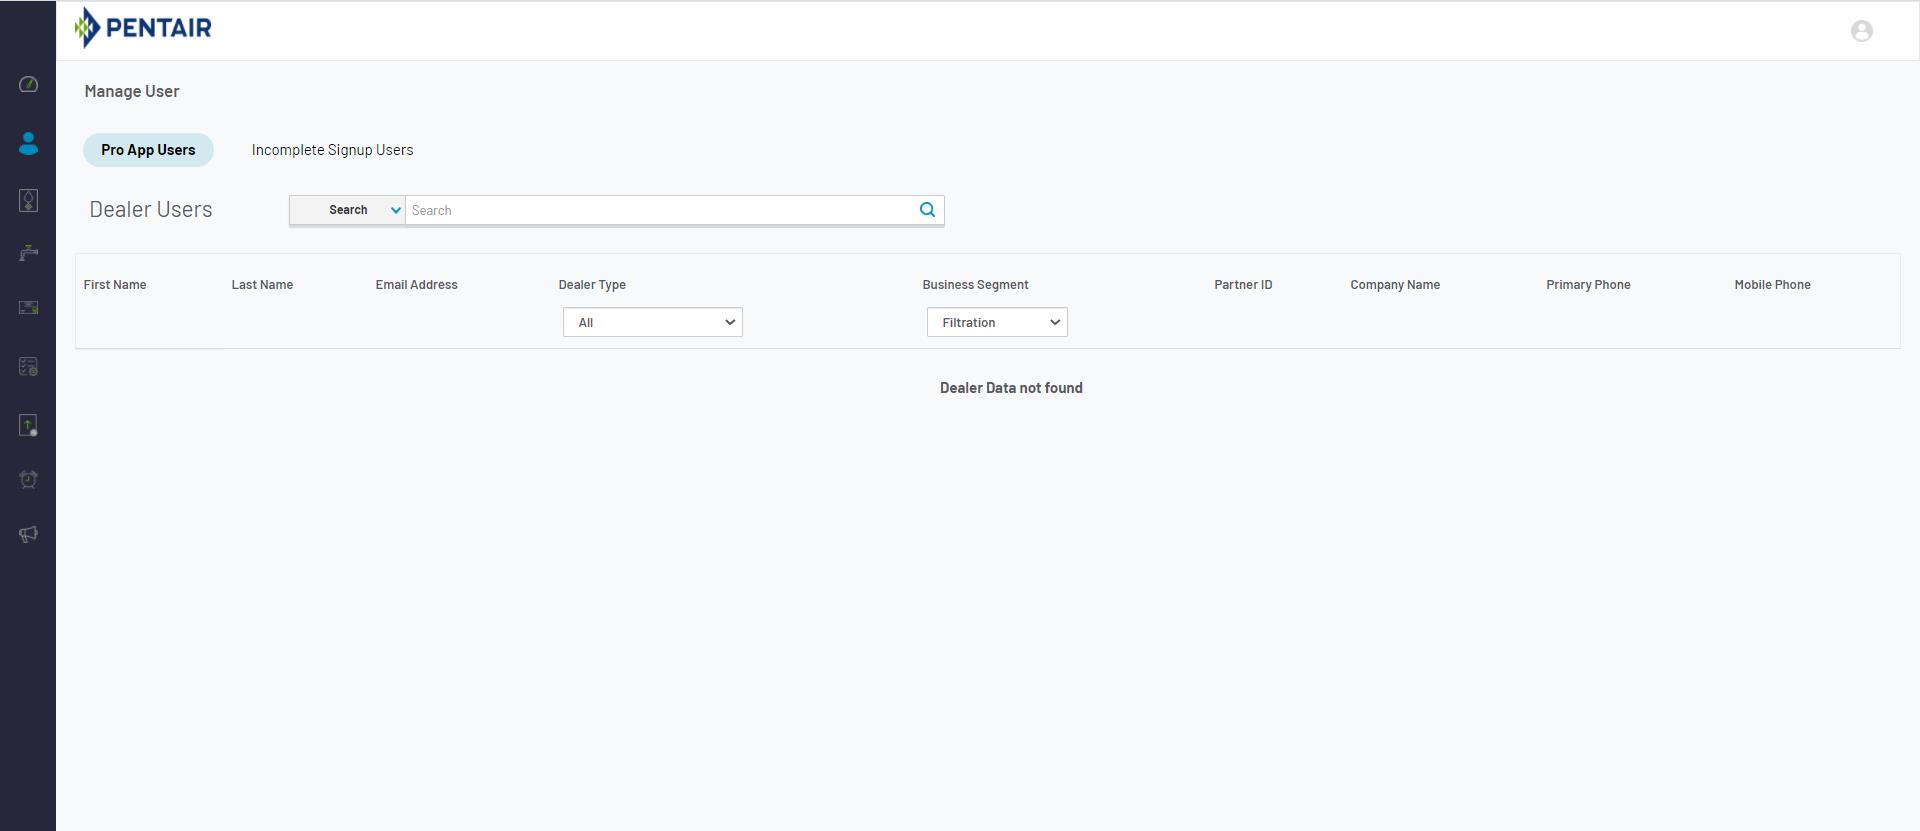 PENTAIR
Manage User
Pro App Users
Incomplete Signup Users
Dealer Users
Search
Search
First Name
Last Name
Email Address
Dealer Type
Business Segment
Partner ID
Company Name
Primary Phone
Mobile Phone
All
Filtration
Dealer Data not found